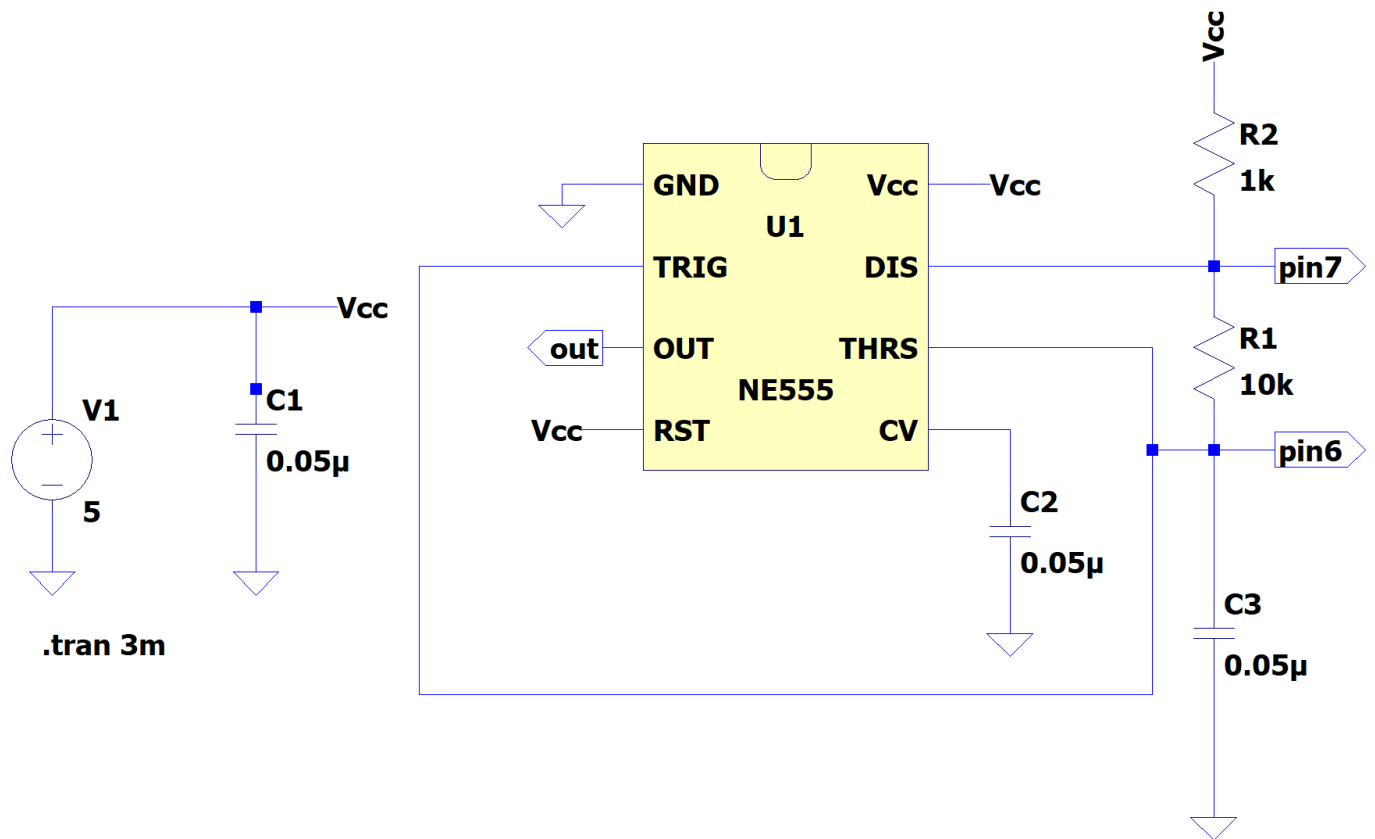 Vcc
R2
1k
GND
Vcc
Vcc
U1
TRIG
DIS
pin7
Vcc
R1
10k
out
OUT
THRS
NE555
V1
C1
0.05µ
5
Vcc
RST
CV
pin6
C2
0.05µ
C3
0.05µ
.tran 3m